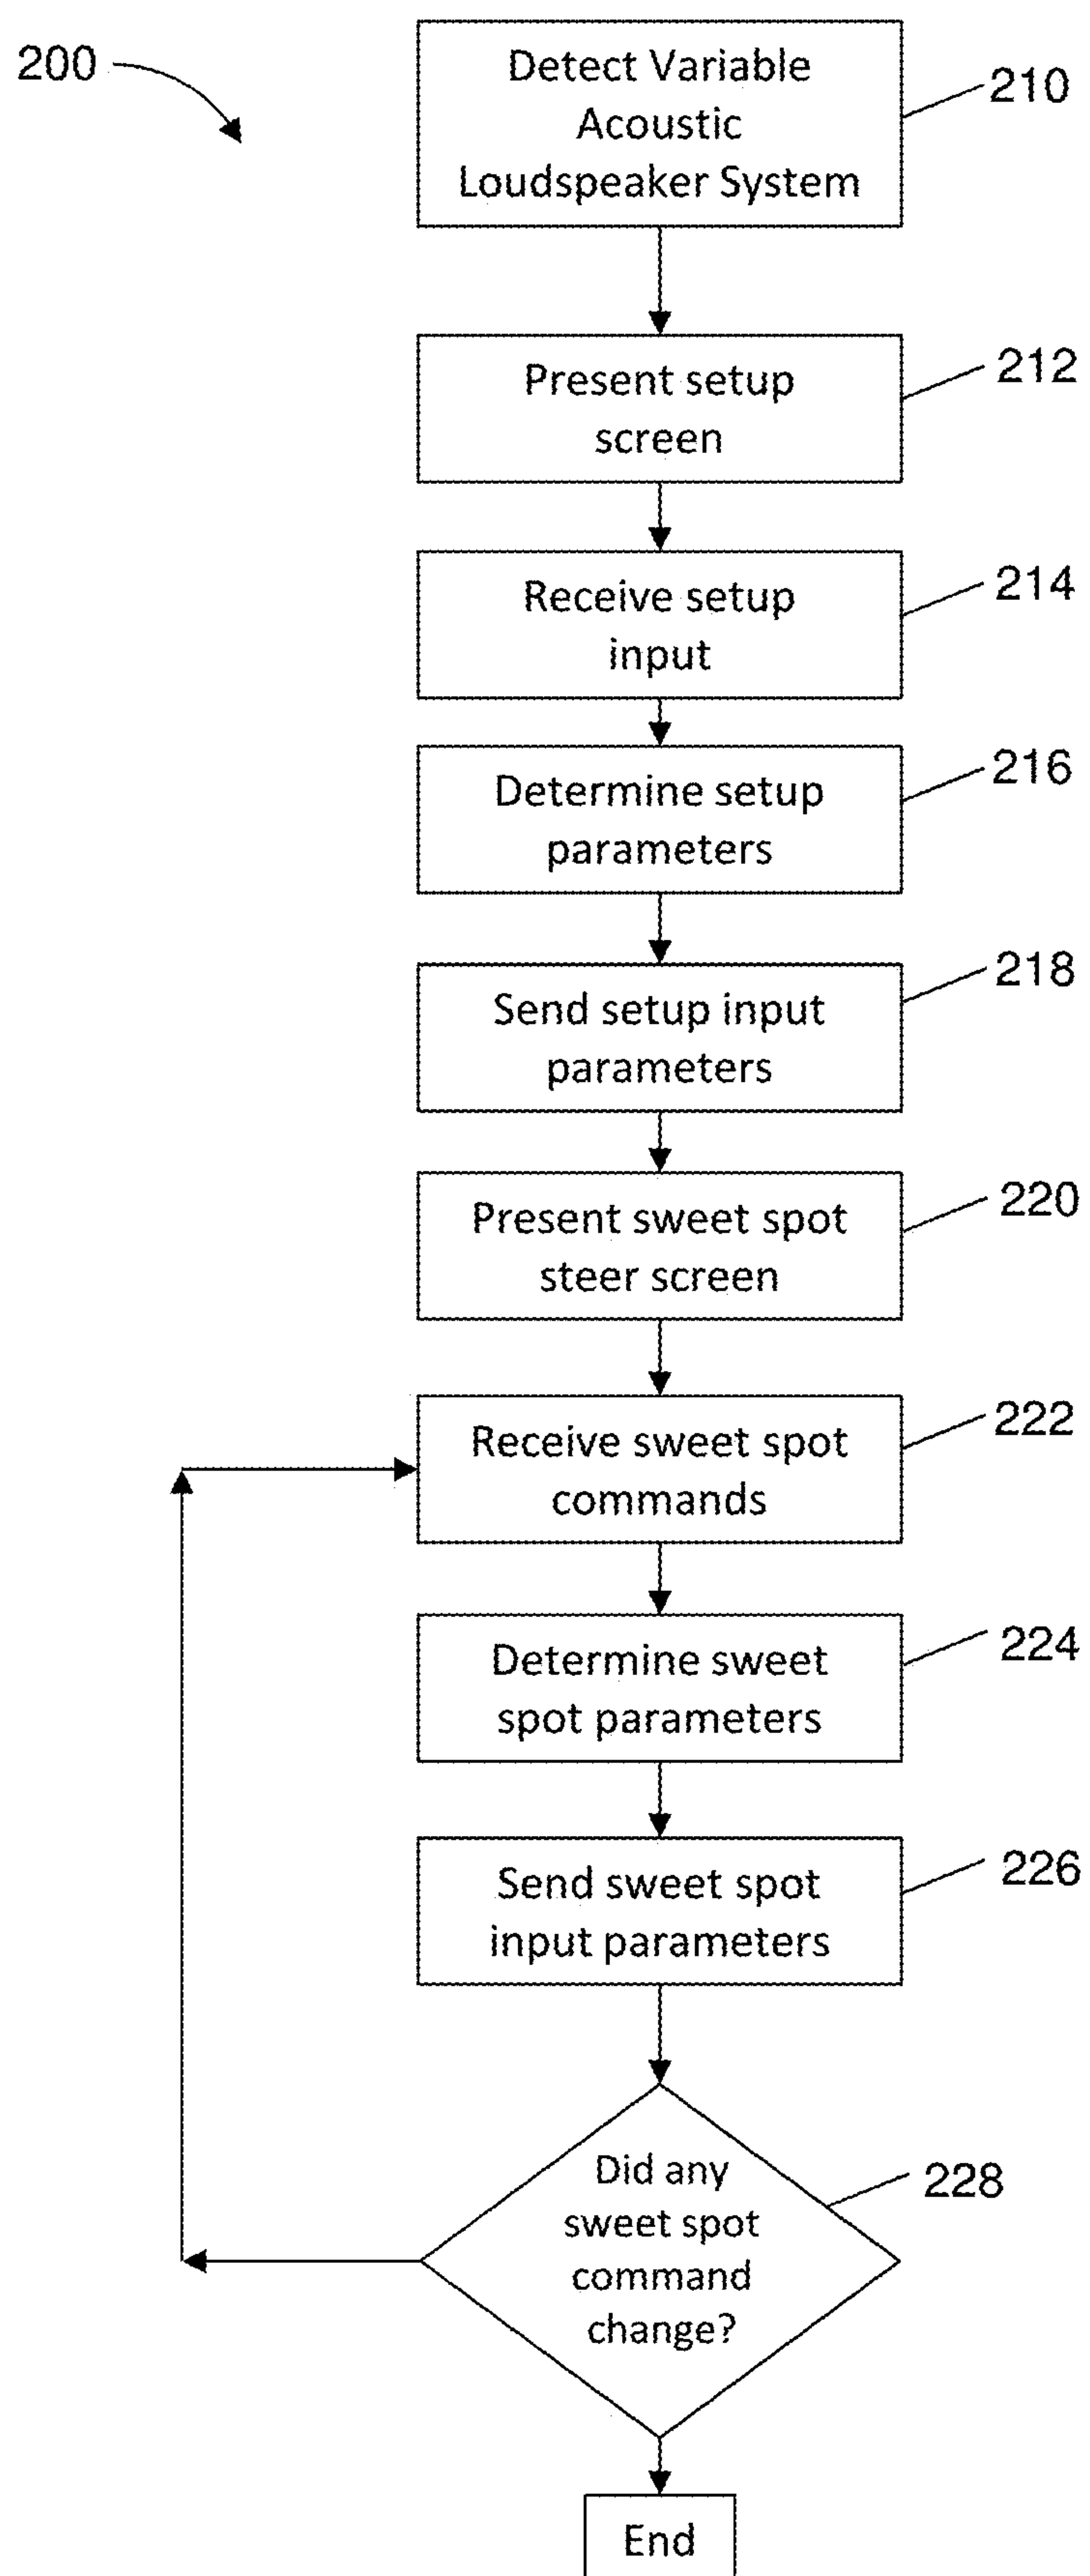 200
Detect Variable
Acoustic
Loudspeaker System
210
Present setup
screen
212
Receive setup
input
214
Determine setup
parameters
216
Send setup input
parameters
218
Present sweet spot
steer screen
220
Receive sweet spot
commands
222
Determine sweet
spot parameters
224
Send sweet spot
input parameters
226
Did any
sweet spot
command
change?
228
End